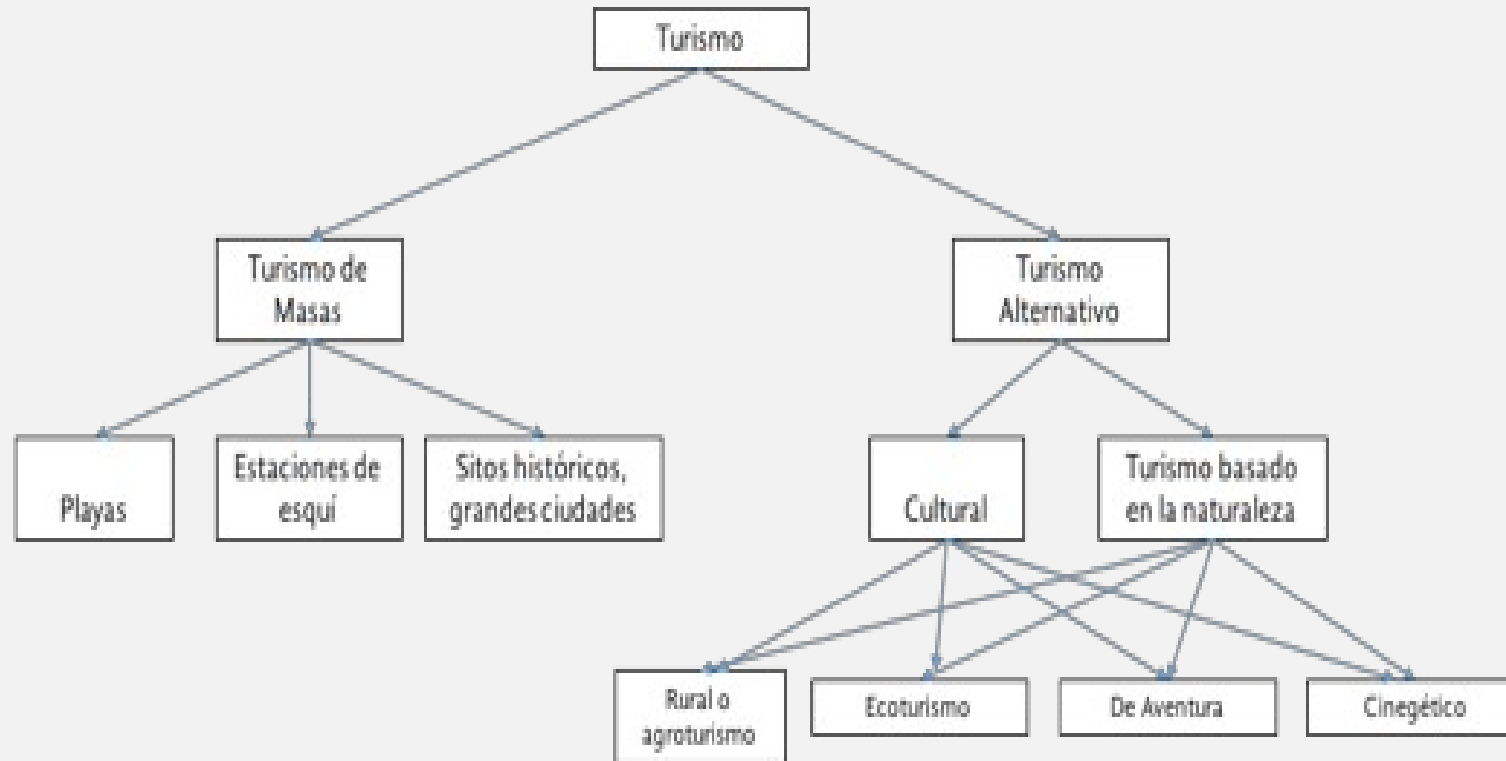 Turismo
Turismo de
Masas
Turismo
Alternativo
Playas
Estaciones de
esquí
Sitos históricos,
grandes ciudades
Cultural
Turismo basado
en la naturaleza
Rural o
agroturismo
Ecoturismo
De Aventura
Cinegético